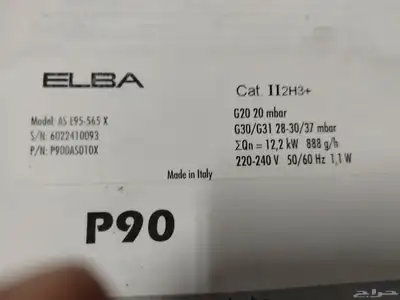 ELBA
Model: AS E95-565 X
S/N: 6022410093
P/N: P900AS010X
Cat. II2H3+
G20 20 mbar
G30/G31 28-30/37 mbar
ΣQn = 12,2 kW 888 g/h
220-240 V 50/60 Hz 1,1 W
Made in Italy
P90
حراج